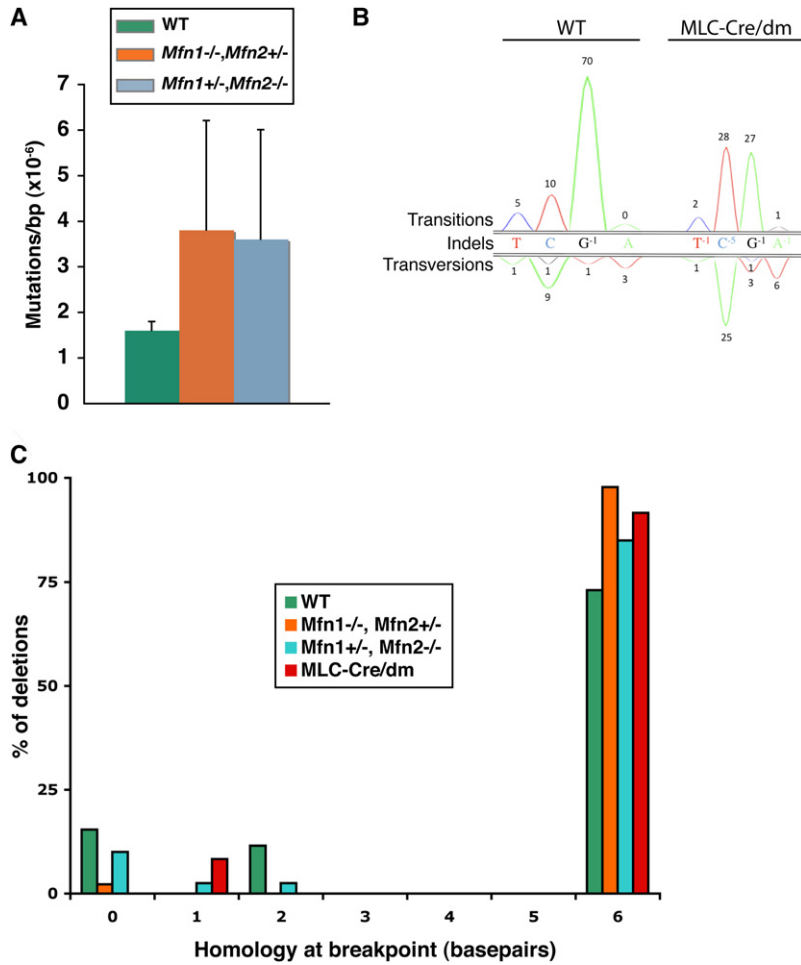 A
WT
Mfn1-/-,Mfn2+/-
Mfn1+/-,Mfn2-/-
7
6
5
4
3
2
1
0
Mutations/bp (x10⁻⁶)
B
WT MLC-Cre/dm
70
5 10 0 2 28 27 1
Transitions
Indels T C G⁻¹ A T⁻¹ C⁻⁵ G⁻¹ A⁻¹
Transversions
1 1 1 3 1 1 6
9 3
25
C
100
75
50
25
0
% of deletions
WT
Mfn1-/-, Mfn2+/-
Mfn1+/-, Mfn2-/-
MLC-Cre/dm
0 1 2 3 4 5 6
Homology at breakpoint (basepairs)